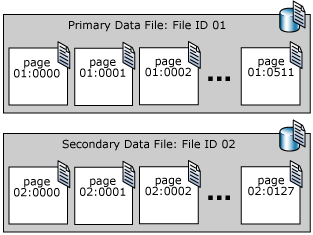 Primary Data File: File ID 01
page page page page
01:0000 01:0001 01:0002 ... 01:0511
Secondary Data File: File ID 02
page page page page
02:0000 02:0001 02:0002 ... 02:0127